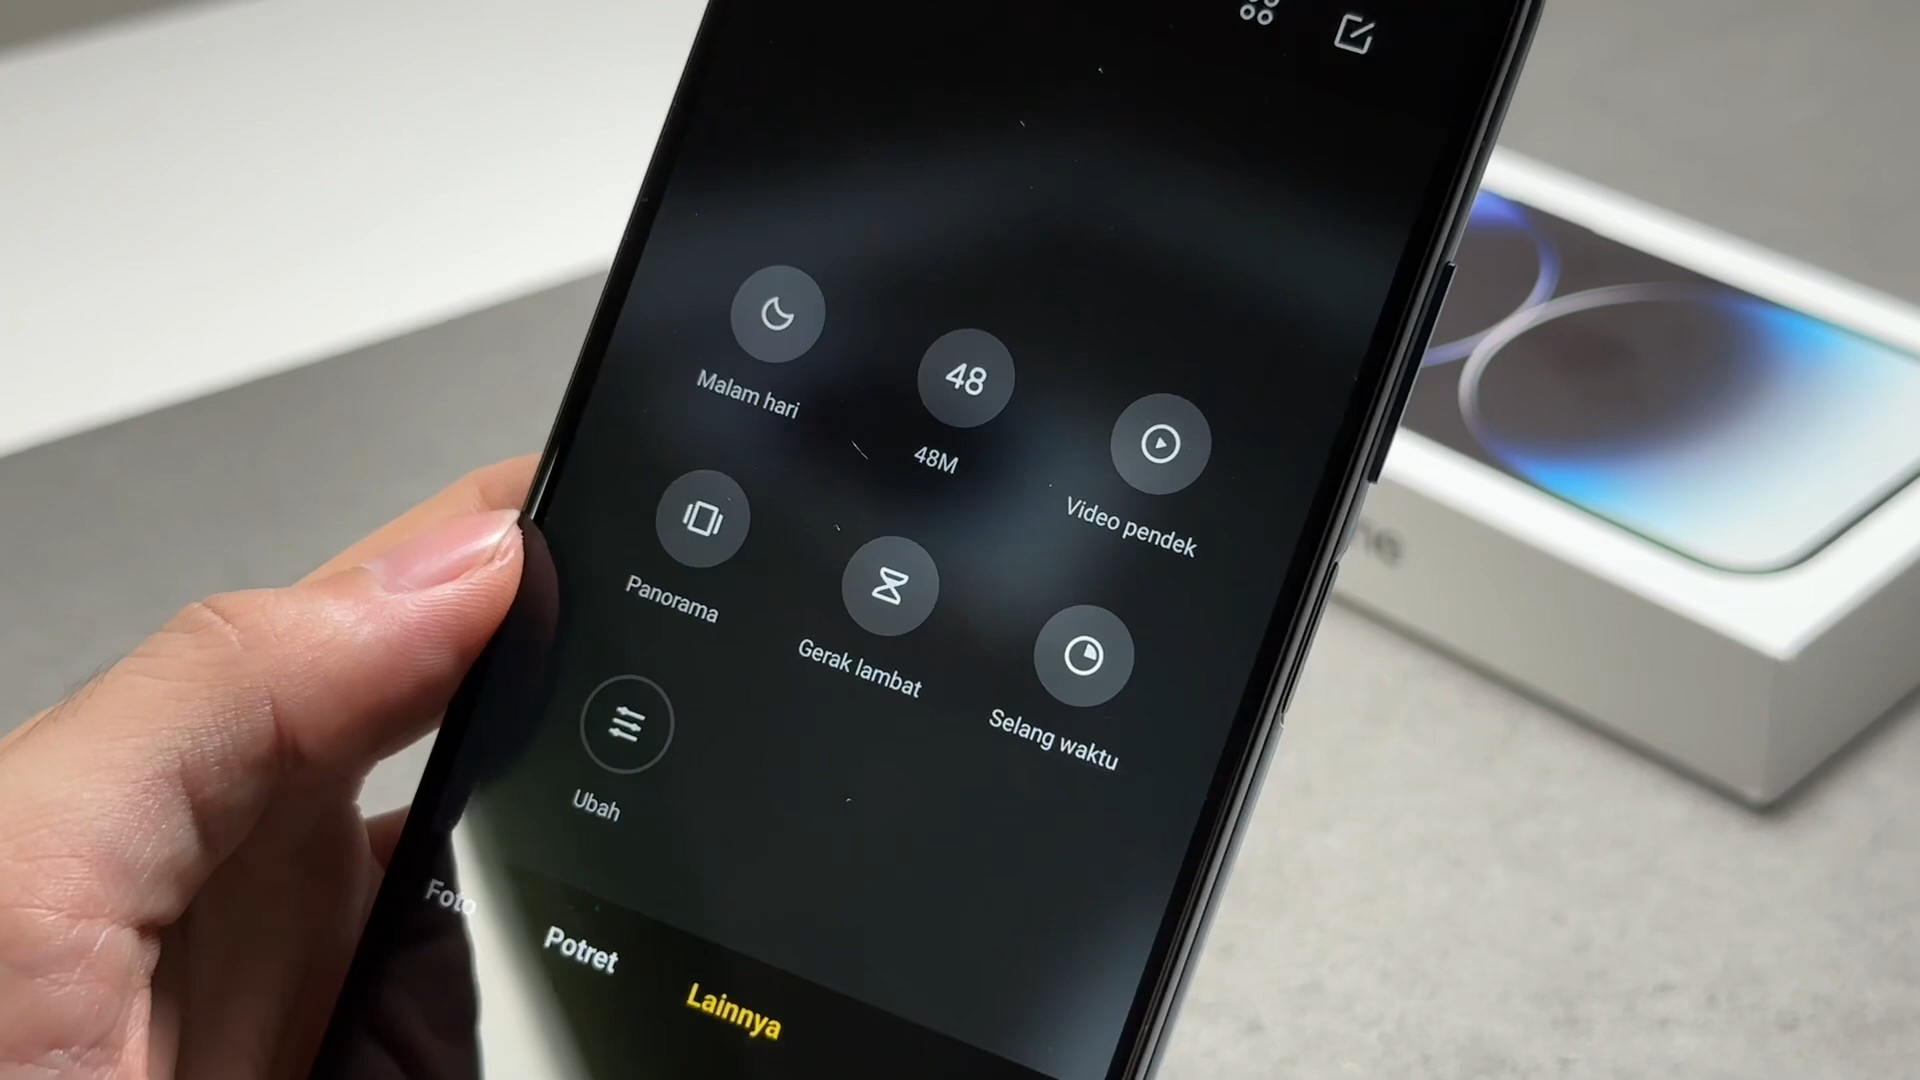 Malam hari
48
48M
Video pendek
Panorama
Gerak lambat
Selang waktu
Ubah
Foto
Potret
Lainnya